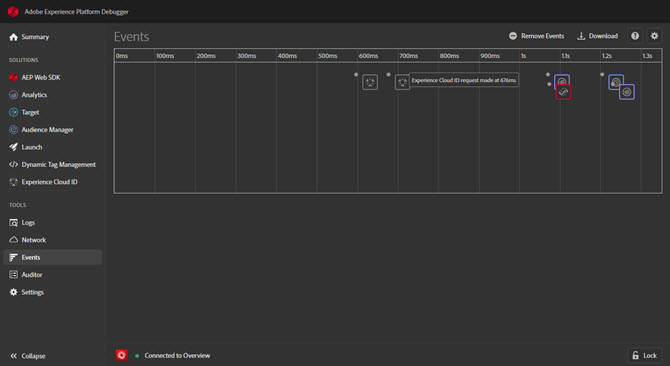 Adobe Experience Platform Debugger
Summary
Events
Remove Events
Download
SOLUTIONS
0ms 100ms 200ms 300ms 400ms 500ms 600ms 700ms 800ms 900ms 1s 1.1s 1.2s 1.3s
AEP Web SDK
Experience Cloud ID request made at 676ms
Analytics
Target
Audience Manager
Launch
Dynamic Tag Management
Experience Cloud ID
TOOLS
Logs
Network
Events
Auditor
Settings
Collapse
Connected to Overview
Lock